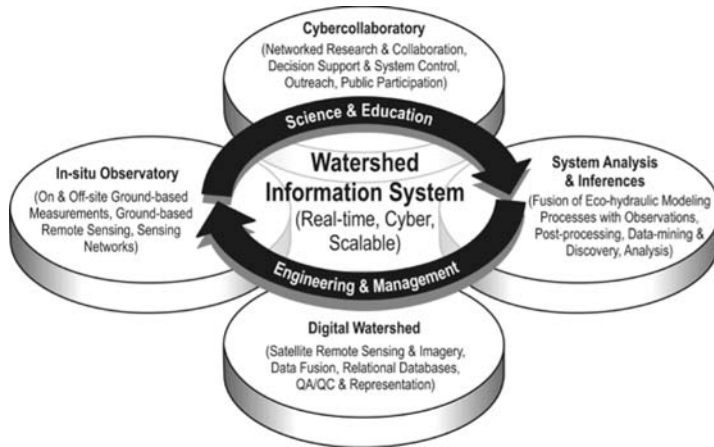 Cybercollaboratory
(Networked Research & Collaboration,
Decision Support & System Control,
Outreach, Public Participation)
Science & Education
In-situ Observatory
(On & Off-site Ground-based
Measurements, Ground-based
Remote Sensing, Sensing
Networks)
Watershed
Information System
(Real-time, Cyber,
Scalable)
System Analysis
& Inferences
(Fusion of Eco-hydraulic Modeling
Processes with Observations,
Post-processing, Data-mining &
Discovery, Analysis)
Engineering & Management
Digital Watershed
(Satellite Remote Sensing & Imagery,
Data Fusion, Relational Databases,
QA/QC & Representation)